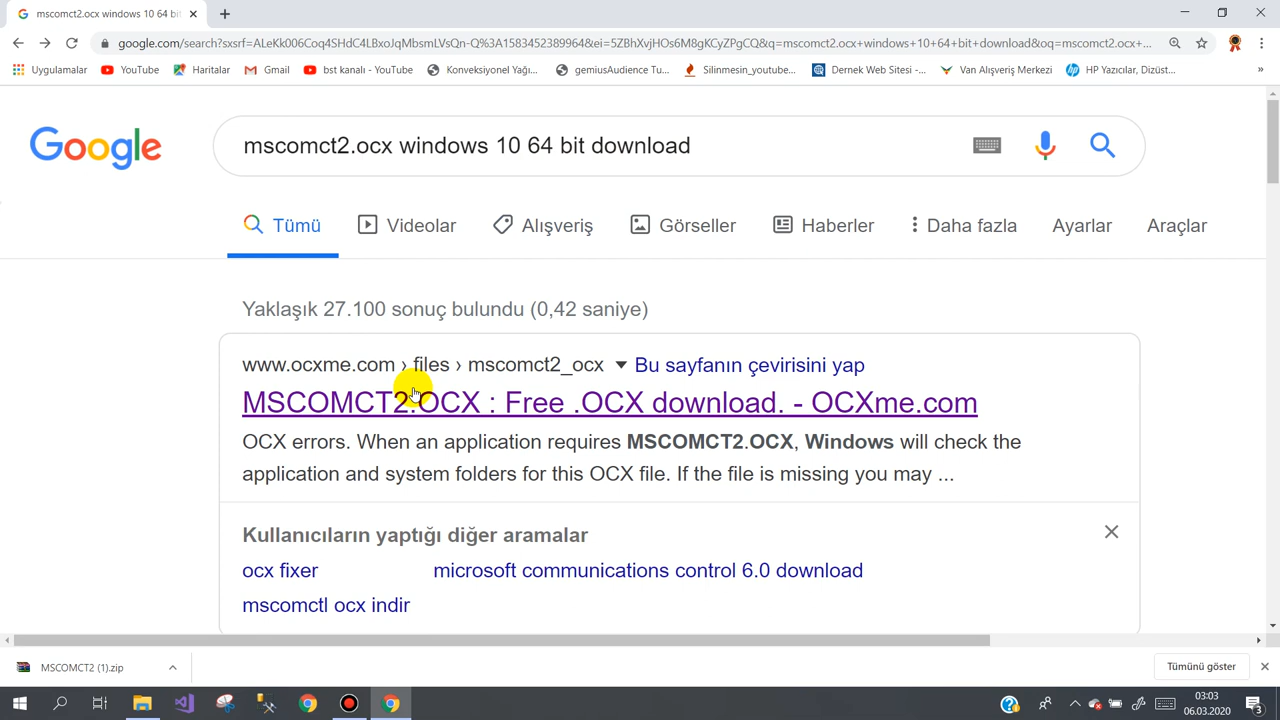 mscomct2.ocx windows 10 64 bit
google.com/search?sxsrf=ALeKk006Coq4SHdC4LBxoJqMbsmLVsQn-Q%3A1583452389964&ei=5ZBhXvjHOs6M8gKCyZPgCQ&q=mscomct2.ocx+windows+10+64+bit+download&oq=mscomct2.ocx+...
Uygulamalar YouTube Haritalar Gmail bst kanalı - YouTube Konveksiyonel Yağı... gemiusAudience Tu... Silinmesin_youtube... Dernek Web Sitesi -... Van Alışveriş Merkezi HP Yazıcılar, Dizüst... »
Google
mscomct2.ocx windows 10 64 bit download
Tümü Videolar Alışveriş Görseller Haberler Daha fazla Ayarlar Araçlar
Yaklaşık 27.100 sonuç bulundu (0,42 saniye)
www.ocxme.com › files › mscomct2_ocx Bu sayfanın çevirisini yap
MSCOMCT2.OCX : Free .OCX download. - OCXme.com
OCX errors. When an application requires MSCOMCT2.OCX, Windows will check the
application and system folders for this OCX file. If the file is missing you may ...
Kullanıcıların yaptığı diğer aramalar
ocx fixer microsoft communications control 6.0 download
mscomctl ocx indir
MSCOMCT2 (1).zip Tümünü göster
03:03
06.03.2020
3